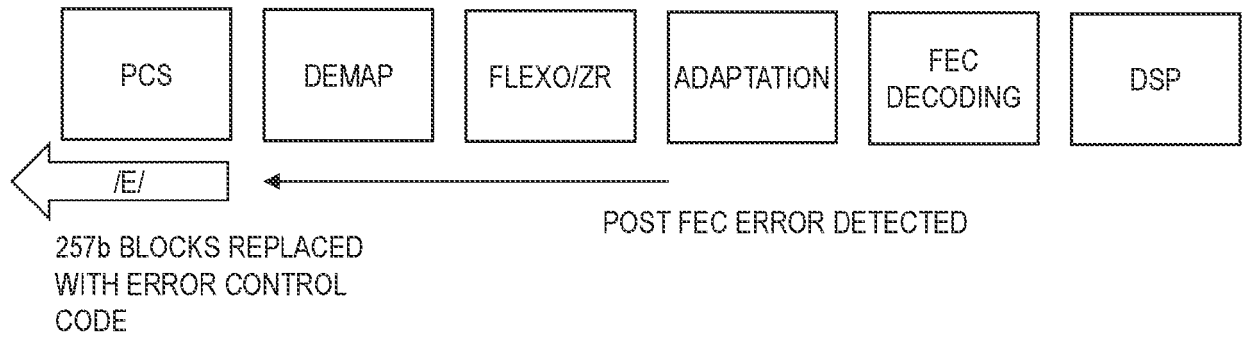 PCS
DEMAP
FLEXO/ZR
ADAPTATION
FEC
DECODING
DSP
/E/
POST FEC ERROR DETECTED
257b BLOCKS REPLACED
WITH ERROR CONTROL
CODE